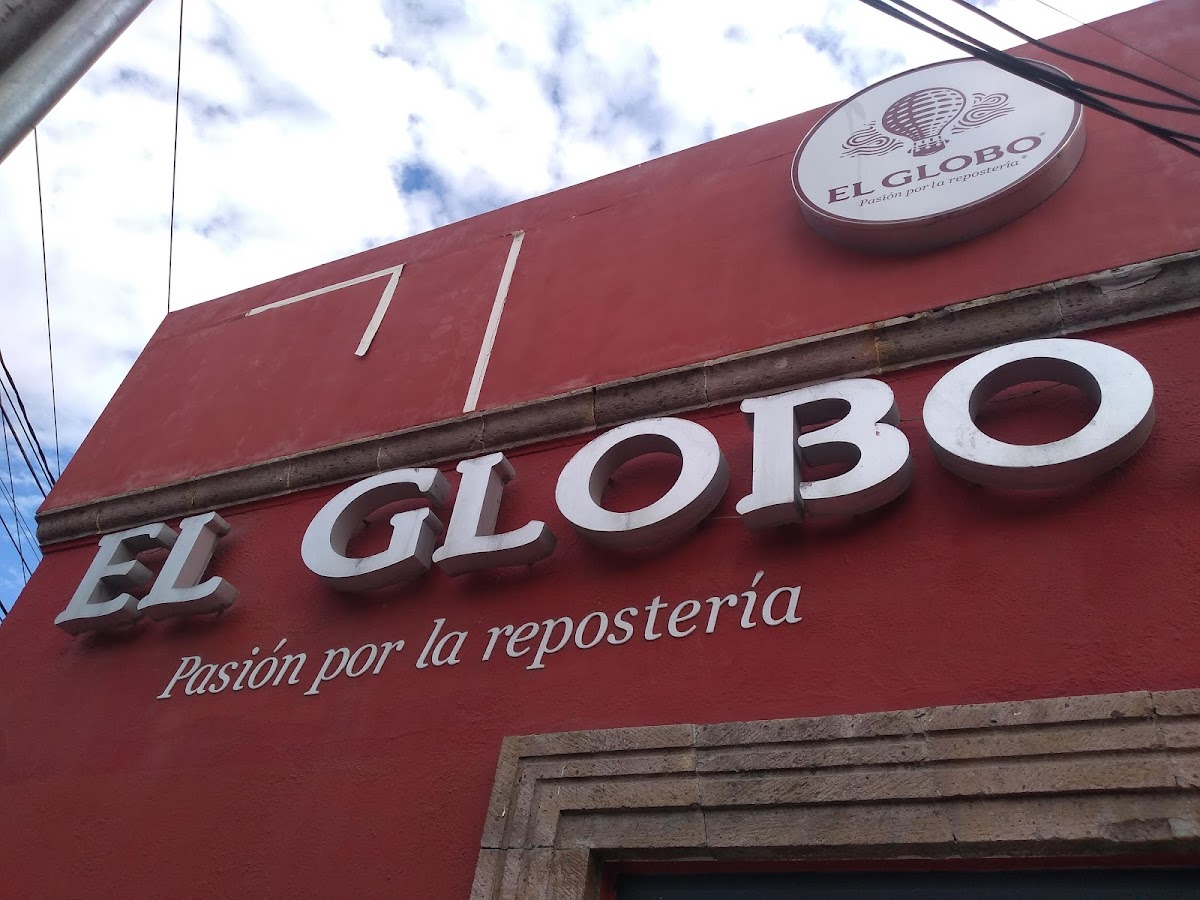 EL GLOBO®
Pasión por la repostería®
EL GLOBO
Pasión por la repostería